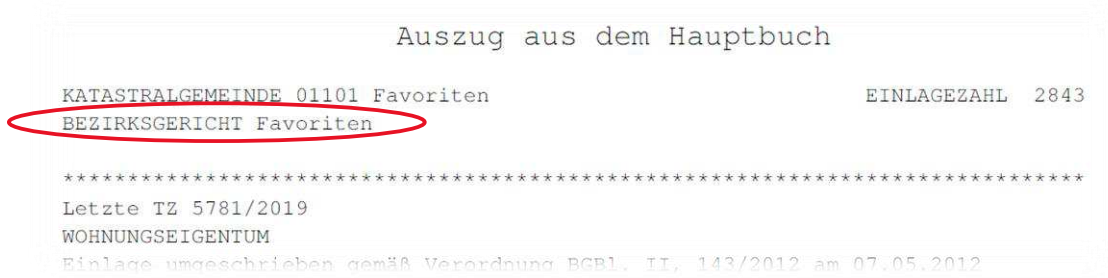 Auszug aus dem Hauptbuch
KATASTRALGEMEINDE 01101 Favoriten EINLAGEZAHL 2843
BEZIRKSGERICHT Favoriten
*******************************************************************************
Letzte TZ 5781/2019
WOHNUNGSEIGENTUM
Einlage umgeschrieben gemäß Verordnung BGBl. II, 143/2012 am 07.05.2012